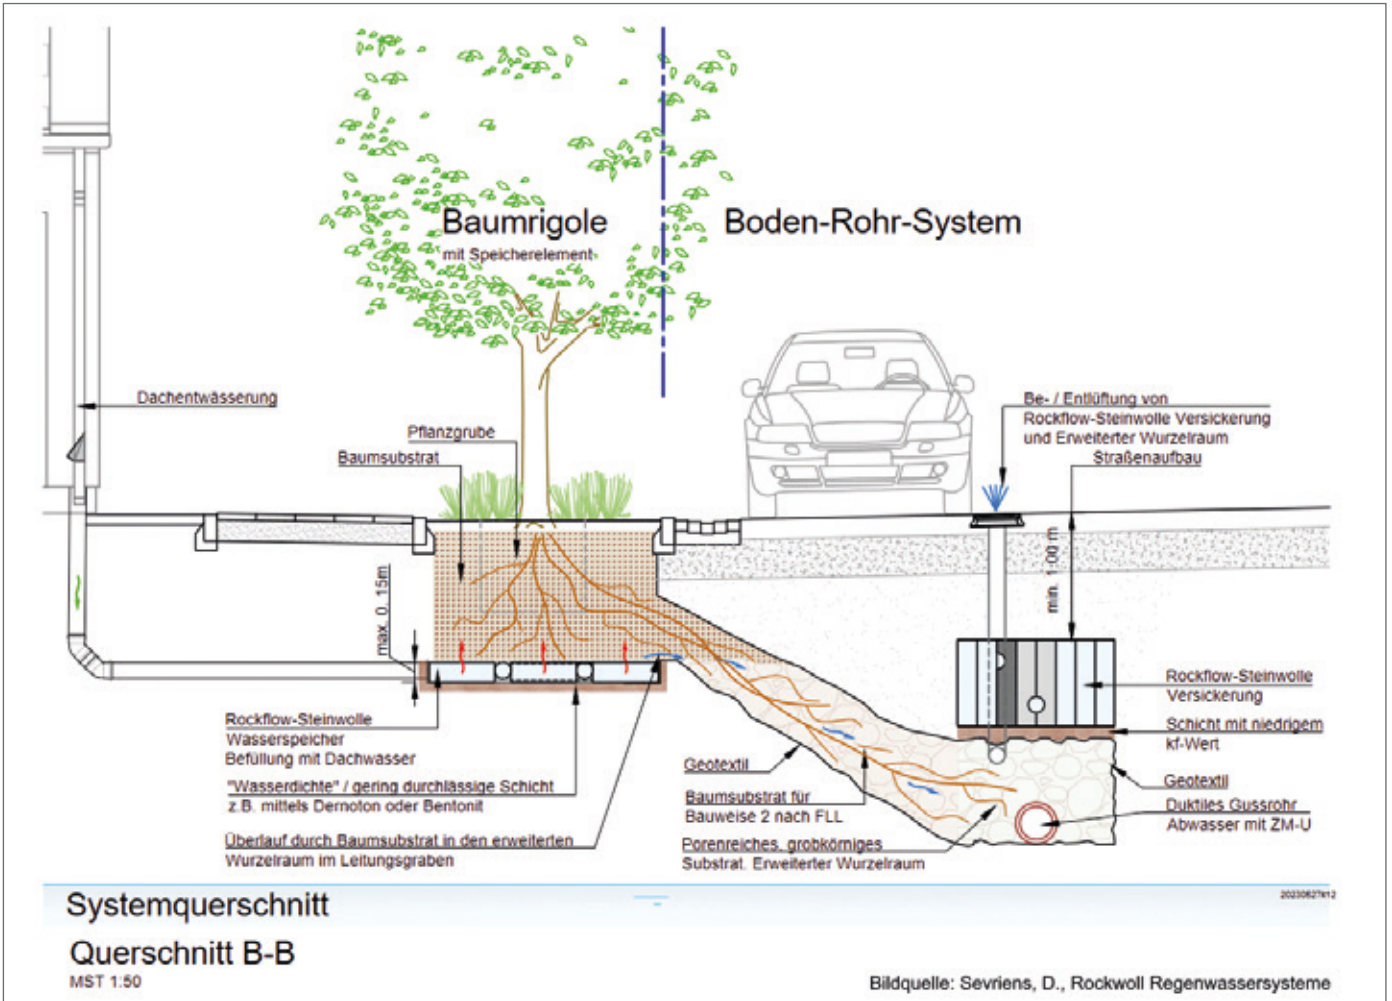 Baumrigole
mit Speicherelement
Boden-Rohr-System
Dachentwässerung
Pflanzgrube
Baumsubstrat
Be- / Entlüftung von
Rockflow-Steinwolle Versickerung
und Erweiterter Wurzelraum
Straßenaufbau
max. 0. 15m
min. 1.00 m
Rockflow-Steinwolle
Wasserspeicher
Befüllung mit Dachwasser
"Wasserdichte" / gering durchlässige Schicht
z.B. mittels Dernoton oder Bentonit
Überlauf durch Baumsubstrat in den erweiterten
Wurzelraum im Leitungsgraben
Geotextil
Baumsubstrat für
Bauweise 2 nach FLL
Porenreiches, grobkörniges
Substrat. Erweiterter Wurzelraum
Rockflow-Steinwolle
Versickerung
Schicht mit niedrigem
kf-Wert
Geotextil
Duktiles Gussrohr
Abwasser mit ZM-U
Systemquerschnitt
Querschnitt B-B
MST 1:50
Bildquelle: Sevriens, D., Rockwoll Regenwassersysteme